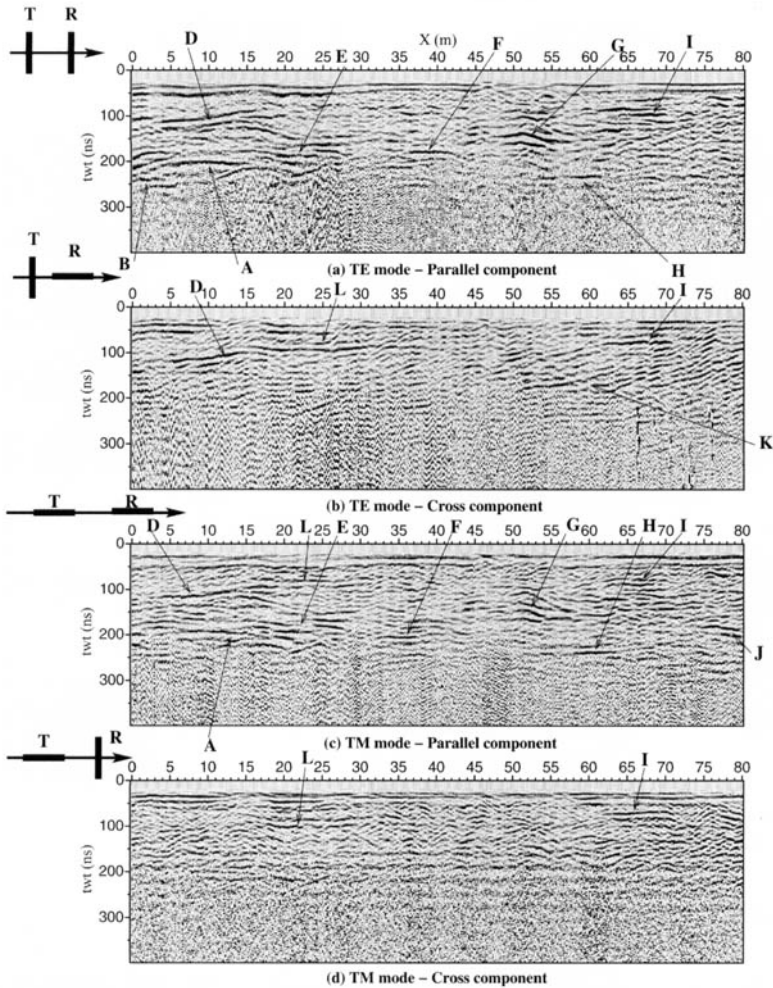 T R
D E X (m) F G I
0 5 10 15 20 25 30 35 40 45 50 55 60 65 70 75 80
0
100
twt (ns)
200
300
B A H
(a) TE mode – Parallel component
T R
0 5 10 15 20 25 30 35 40 45 50 55 60 65 70 75 80
D L I
0
100
twt (ns)
200
300
K
(b) TE mode – Cross component
T R
D L E F G H I
0 5 10 15 20 25 30 35 40 45 50 55 60 65 70 75 80
0
100
twt (ns)
200
300
J
A
(c) TM mode – Parallel component
T R
L I
0 5 10 15 20 25 30 35 40 45 50 55 60 65 70 75 80
0
100
twt (ns)
200
300
(d) TM mode – Cross component